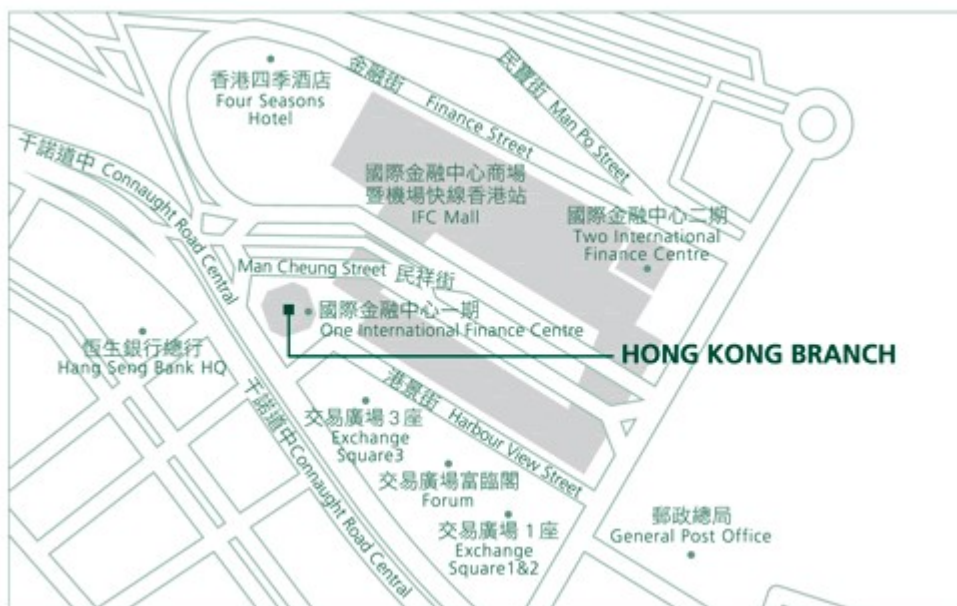 香港四季酒店
Four Seasons
Hotel
金融街 Finance Street
民寶街 Man Po Street
干諾道中 Connaught Road Central
國際金融中心商場
暨機場快線香港站
IFC Mall
國際金融中心二期
Two International
Finance Centre
Man Cheung Street 民祥街
國際金融中心一期
One International Finance Centre
恆生銀行總行
Hang Seng Bank HQ
HONG KONG BRANCH
干諾道中 Connaught Road Central
港景街 Harbour View Street
交易廣場 3 座
Exchange
Square3
交易廣場富臨閣
Forum
交易廣場 1 座
Exchange
Square1&2
郵政總局
General Post Office